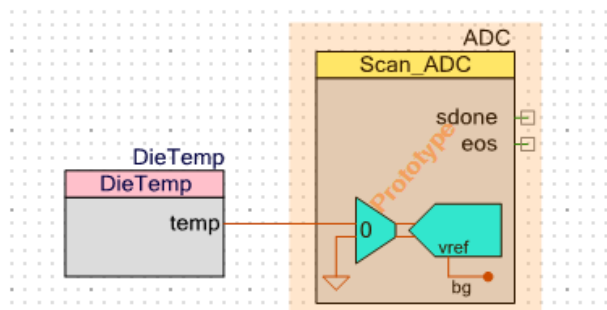 ADC
Scan_ADC
sdone
eos
Prototype
DieTemp
DieTemp
temp
0
vref
bg